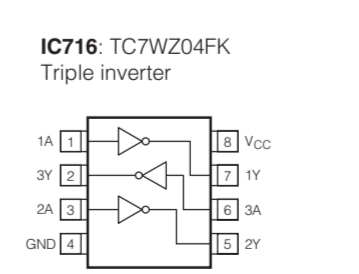 IC716: TC7WZ04FK
Triple inverter
1A 1 8 VCC
3Y 2 7 1Y
2A 3 6 3A
GND 4 5 2Y